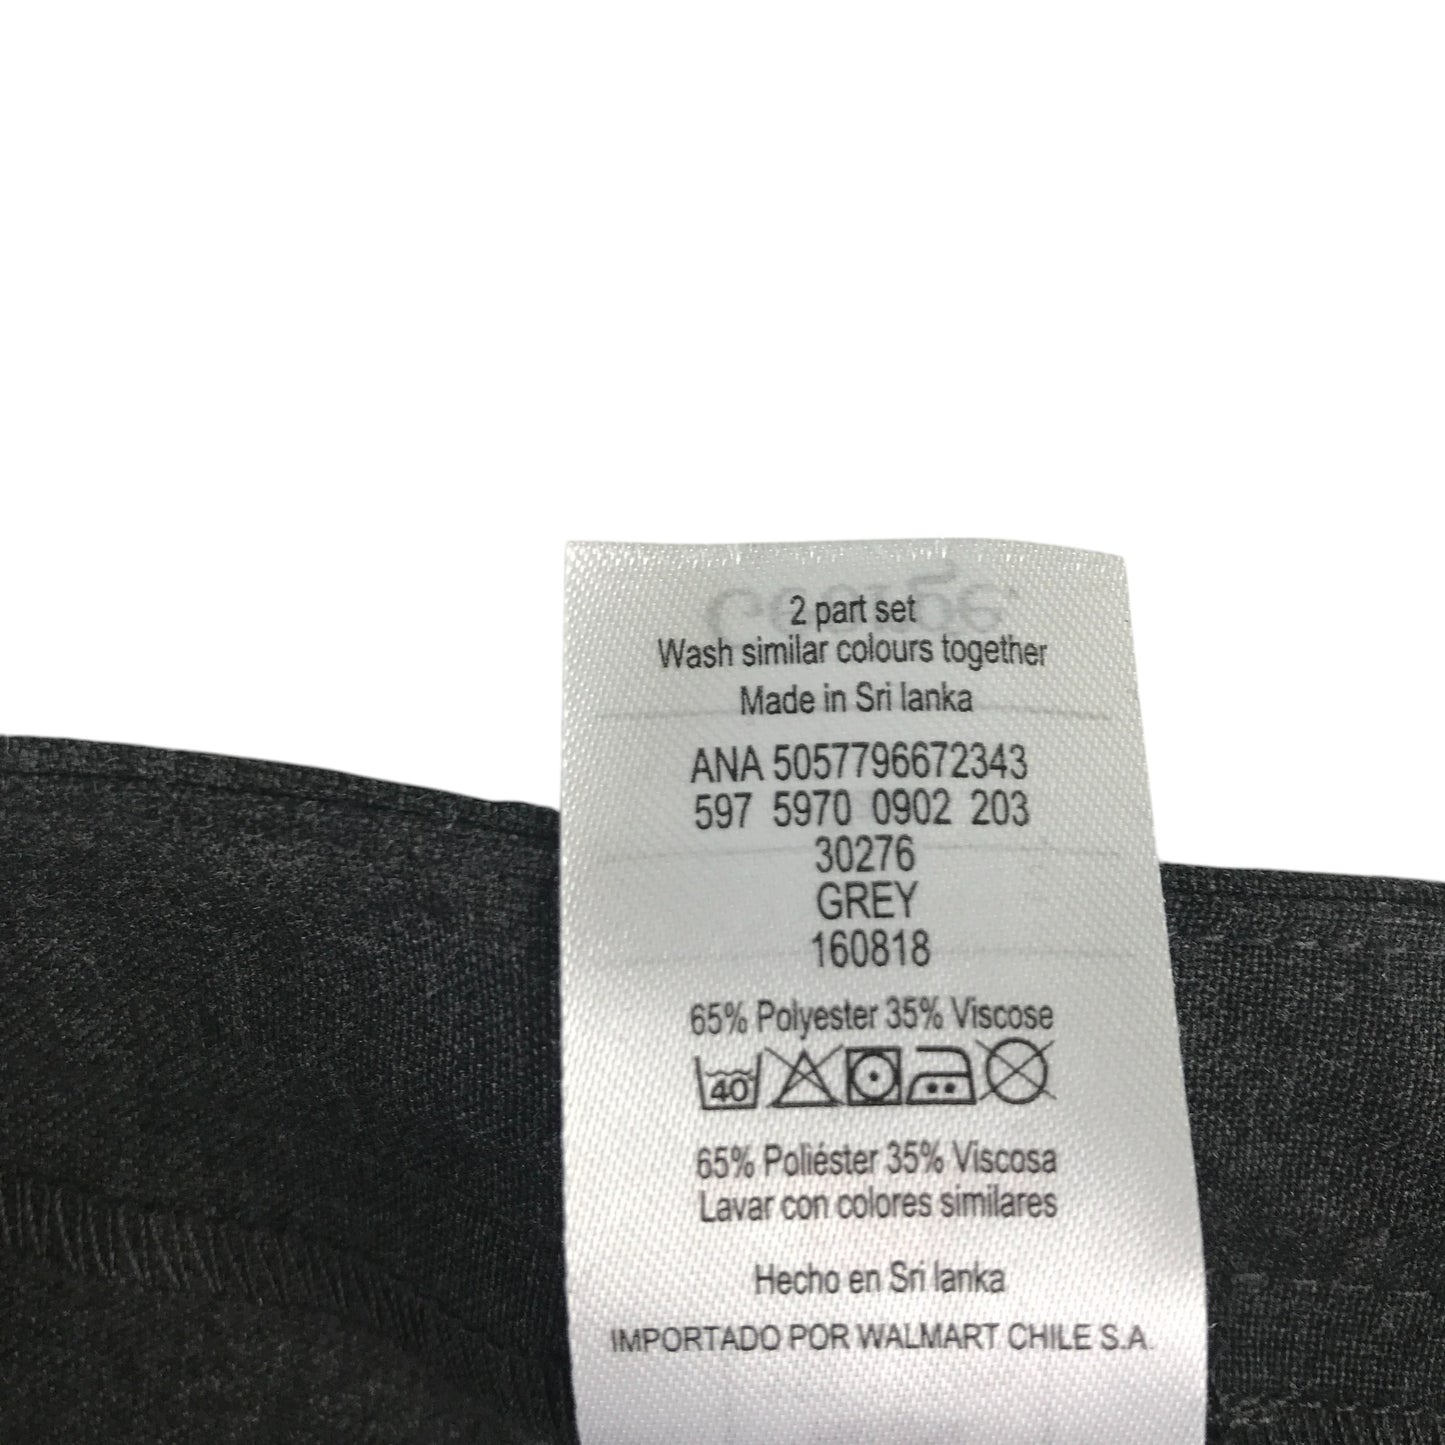 George
2 part set
Wash similar colours together
Made in Sri lanka
ANA 5057796672343
597 5970 0902 203
30276
GREY
160818
65% Polyester 35% Viscose
40
65% Poliéster 35% Viscosa
Lavar con colores similares
Hecho en Sri lanka
IMPORTADO POR WALMART CHILE S.A.